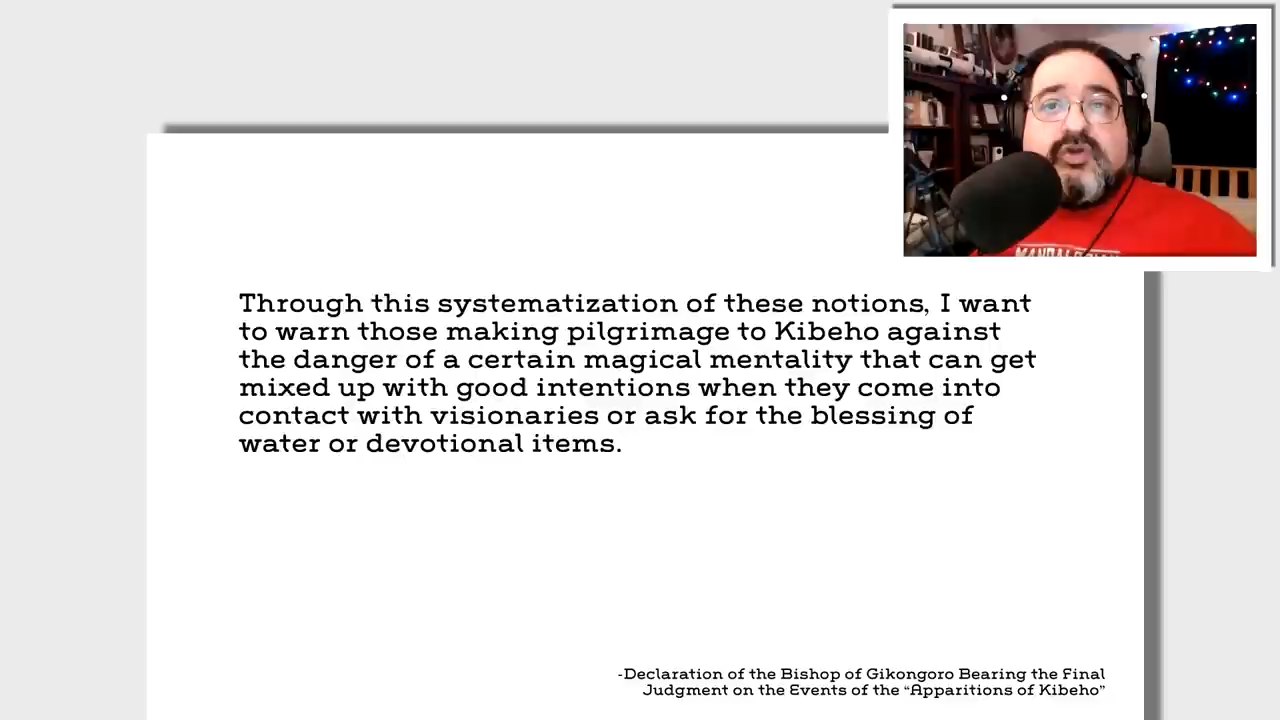 Through this systematization of these notions, I want
to warn those making pilgrimage to Kibeho against
the danger of a certain magical mentality that can get
mixed up with good intentions when they come into
contact with visionaries or ask for the blessing of
water or devotional items.
-Declaration of the Bishop of Gikongoro Bearing the Final
Judgment on the Events of the “Apparitions of Kibeho”